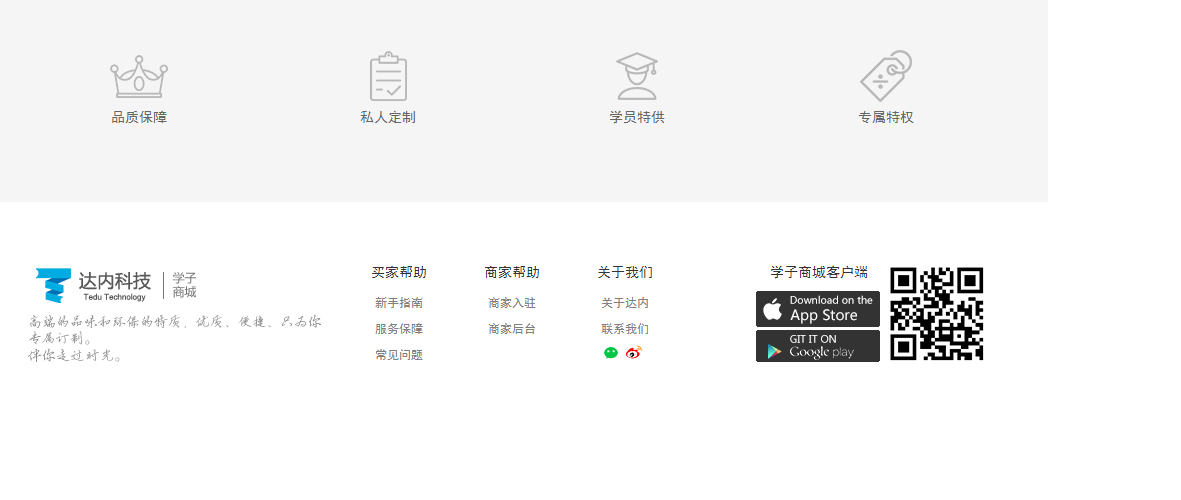 品质保障
私人定制
学员特供
专属特权
达内科技
Tedu Technology
学子
商城
高端的品味和环保的特质、优质、便捷、只为你
专属订制。
伴你走过时光。
买家帮助
新手指南
服务保障
常见问题
商家帮助
商家入驻
商家后台
关于我们
关于达内
联系我们
学子商城客户端
Download on the
App Store
GIT IT ON
Google play